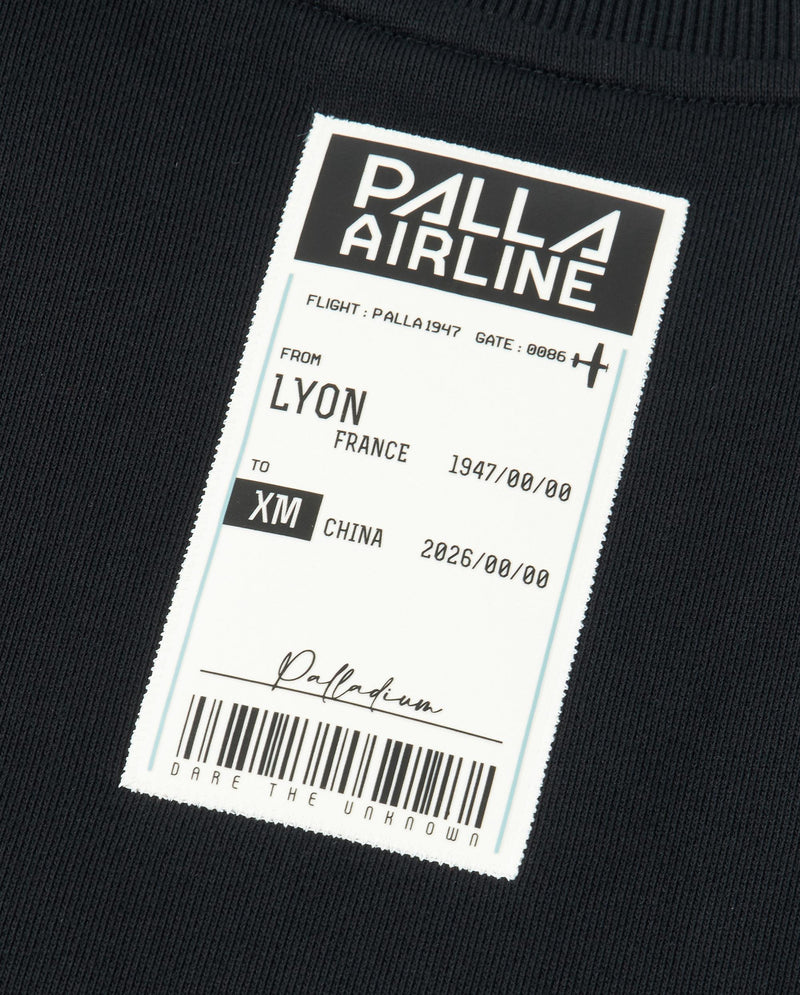 PALLA
AIRLINE
FLIGHT : PALLA1947 GATE : 0086
FROM
LYON
FRANCE 1947/00/00
TO
XM CHINA 2026/00/00
Palladium
DARE THE UNKNOWN